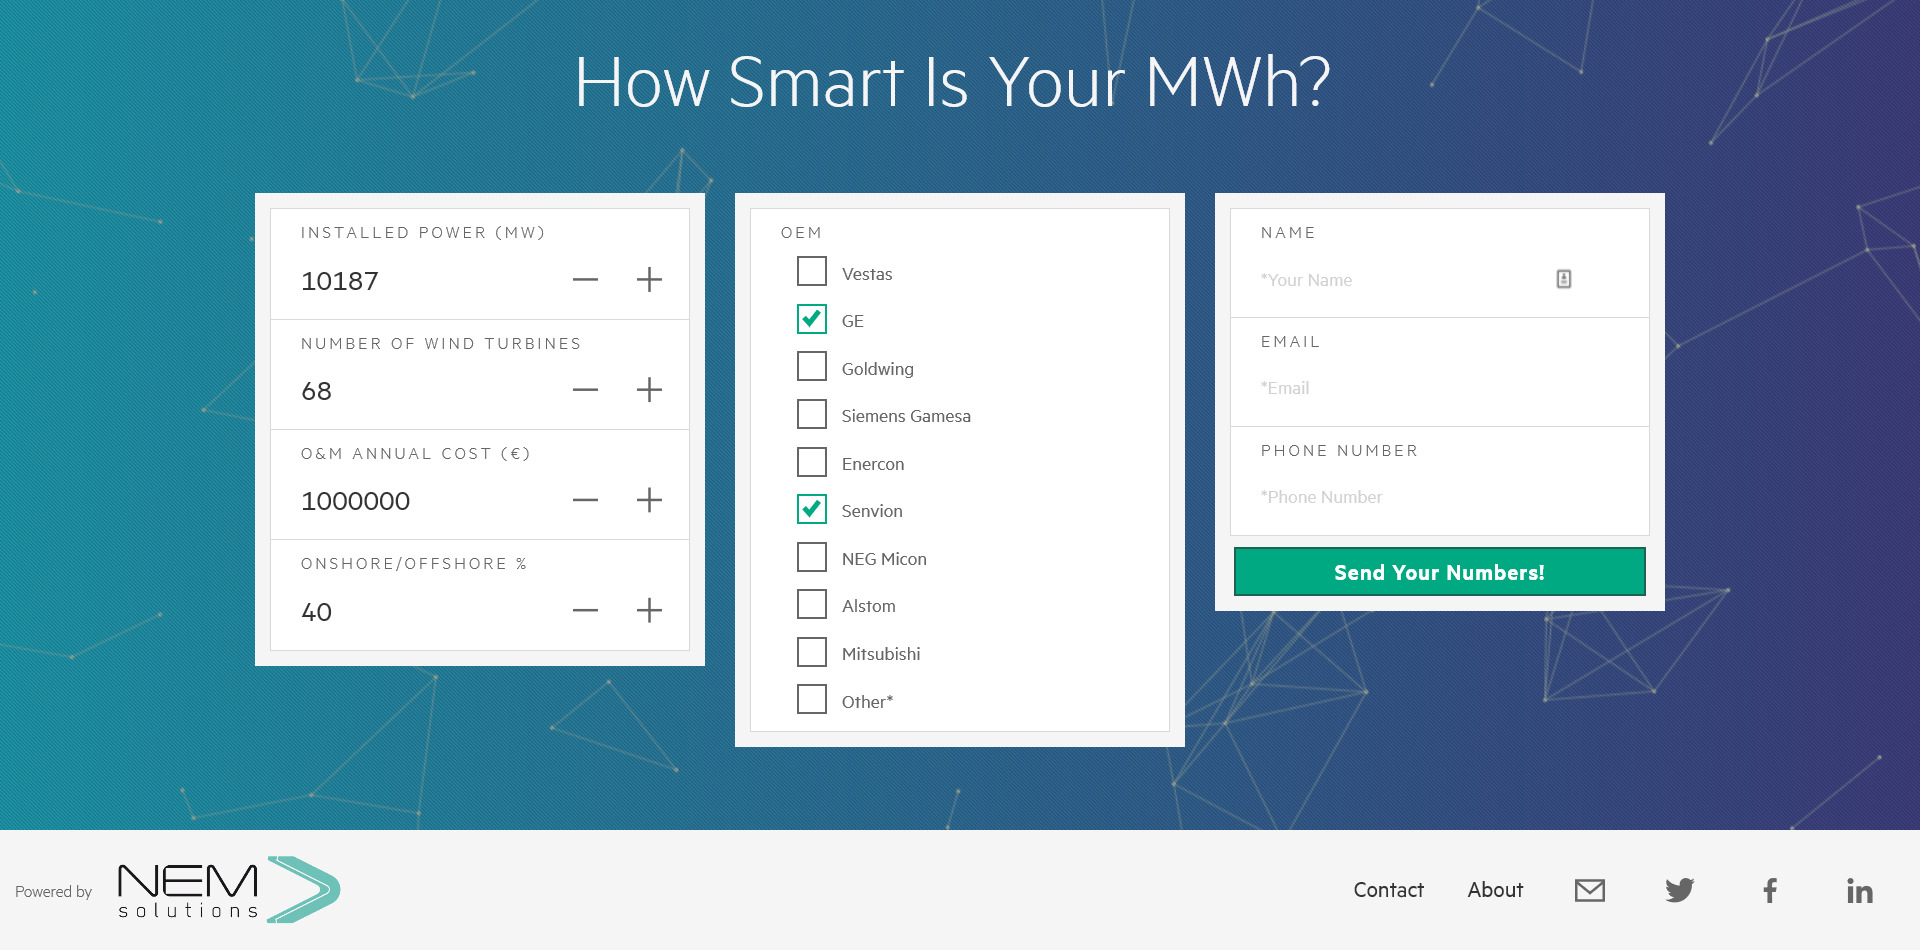 How Smart Is Your MWh?
INSTALLED POWER (MW)
10187
NUMBER OF WIND TURBINES
68
O&M ANNUAL COST (€)
1000000
ONSHORE/OFFSHORE %
40
OEM
Vestas
GE
Goldwing
Siemens Gamesa
Enercon
Senvion
NEG Micon
Alstom
Mitsubishi
Other*
NAME
*Your Name
EMAIL
*Email
PHONE NUMBER
*Phone Number
Send Your Numbers!
Powered by
NEM
solutions
Contact
About